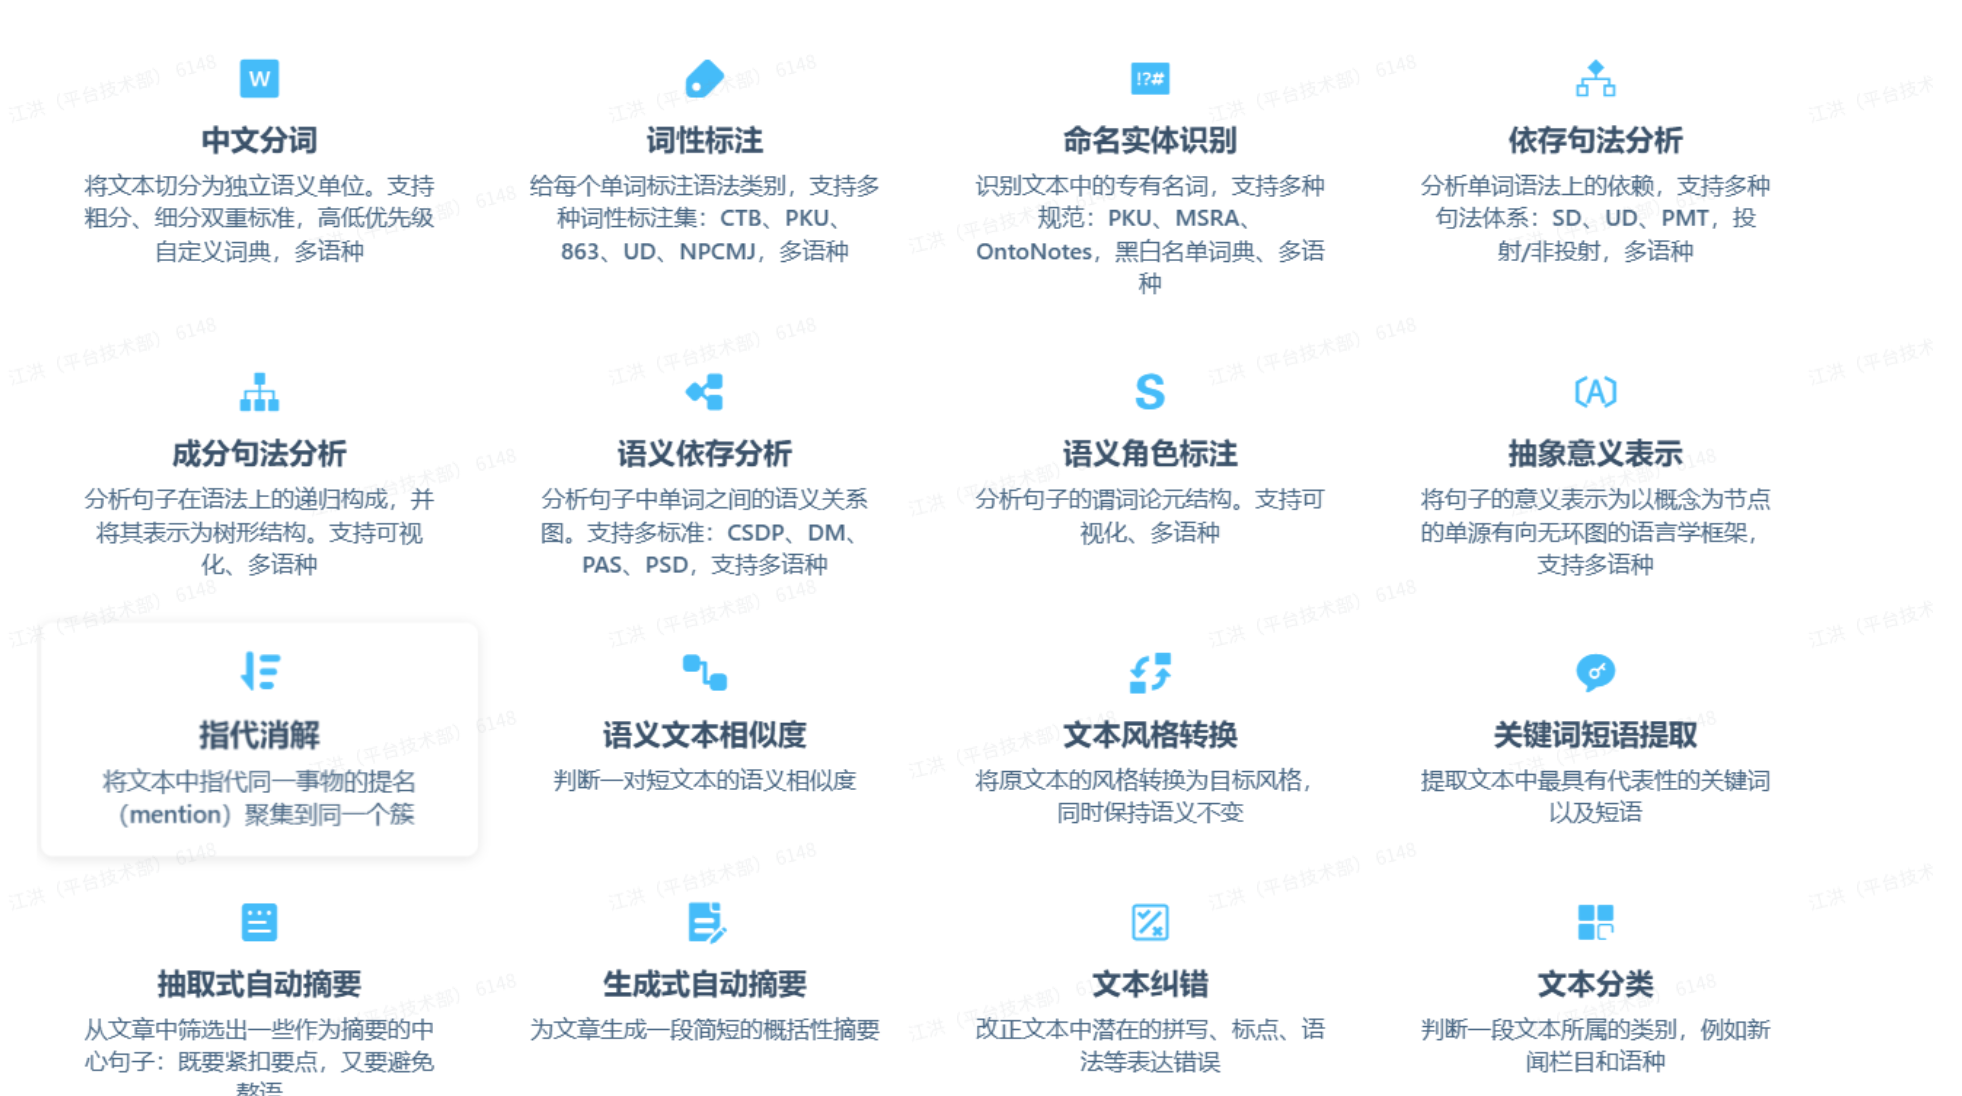 W
中文分词
将文本切分为独立语义单位。支持
粗分、细分双重标准，高低优先级
自定义词典，多语种
词性标注
给每个单词标注语法类别，支持多
种词性标注集：CTB、PKU、
863、UD、NPCMJ，多语种
!?#
命名实体识别
识别文本中的专有名词，支持多种
规范：PKU、MSRA、
OntoNotes，黑白名单词典、多语
种
依存句法分析
分析单词语法上的依赖，支持多种
句法体系：SD、UD、PMT，投
射/非投射，多语种
成分句法分析
分析句子在语法上的递归构成，并
将其表示为树形结构。支持可视
化、多语种
语义依存分析
分析句子中单词之间的语义关系
图。支持多标准：CSDP、DM、
PAS、PSD，支持多语种
S
语义角色标注
分析句子的谓词论元结构。支持可
视化、多语种
(A)
抽象意义表示
将句子的意义表示为以概念为节点
的单源有向无环图的语言学框架，
支持多语种
指代消解
将文本中指代同一事物的提名
（mention）聚集到同一个簇
语义文本相似度
判断一对短文本的语义相似度
文本风格转换
将原文本的风格转换为目标风格，
同时保持语义不变
关键词短语提取
提取文本中最具有代表性的关键词
以及短语
抽取式自动摘要
从文章中筛选出一些作为摘要的中
心句子：既要紧扣要点，又要避免
生成式自动摘要
为文章生成一段简短的概括性摘要
文本纠错
改正文本中潜在的拼写、标点、语
法等表达错误
文本分类
判断一段文本所属的类别，例如新
闻栏目和语种
江洪（平台技术部） 6148